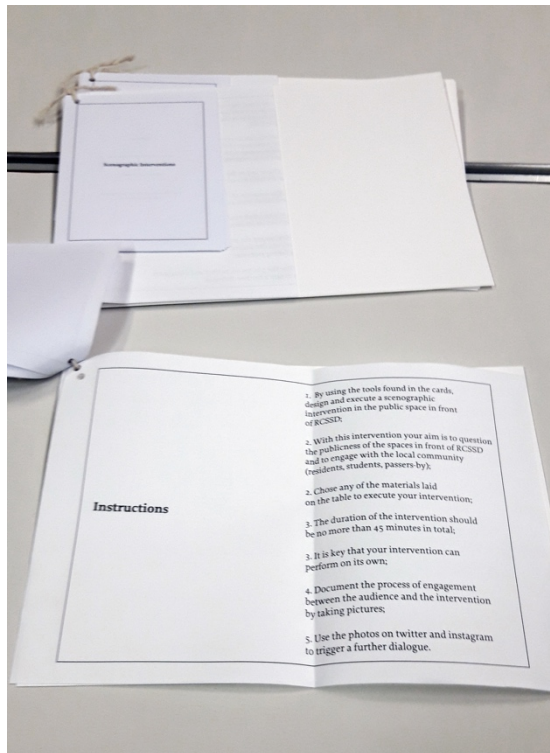 Scenographic Interventions
Instructions
1. By using the tools found in the cards,
design and execute a scenographic
intervention in the public space in front
of RCSSD;
2. With this intervention your aim is to question
the publicness of the spaces in front of RCSSD
and to engage with the local community
(residents, students, passers-by);
2. Chose any of the materials laid
on the table to execute your intervention;
3. The duration of the intervention should
be no more than 45 minutes in total;
3. It is key that your intervention can
perform on its own;
4. Document the process of engagement
between the audience and the intervention
by taking pictures;
5. Use the photos on twitter and instagram
to trigger a further dialogue.